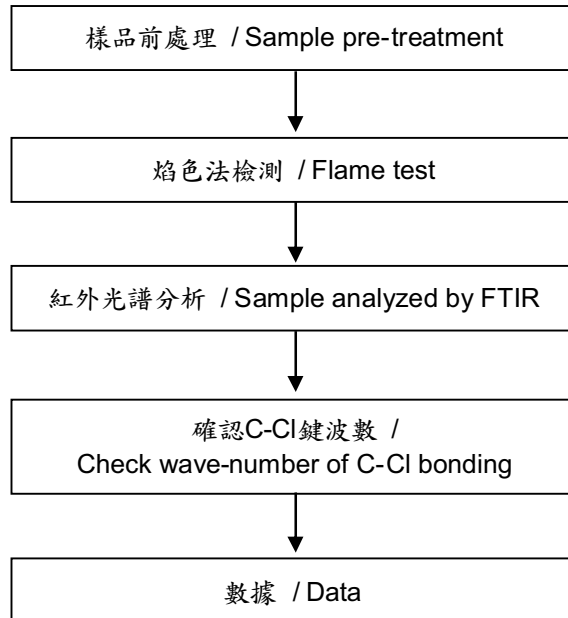 樣品前處理 / Sample pre-treatment
焰色法檢測 / Flame test
紅外光譜分析 / Sample analyzed by FTIR
確認C-Cl鍵波數 /
Check wave-number of C-Cl bonding
數據 / Data